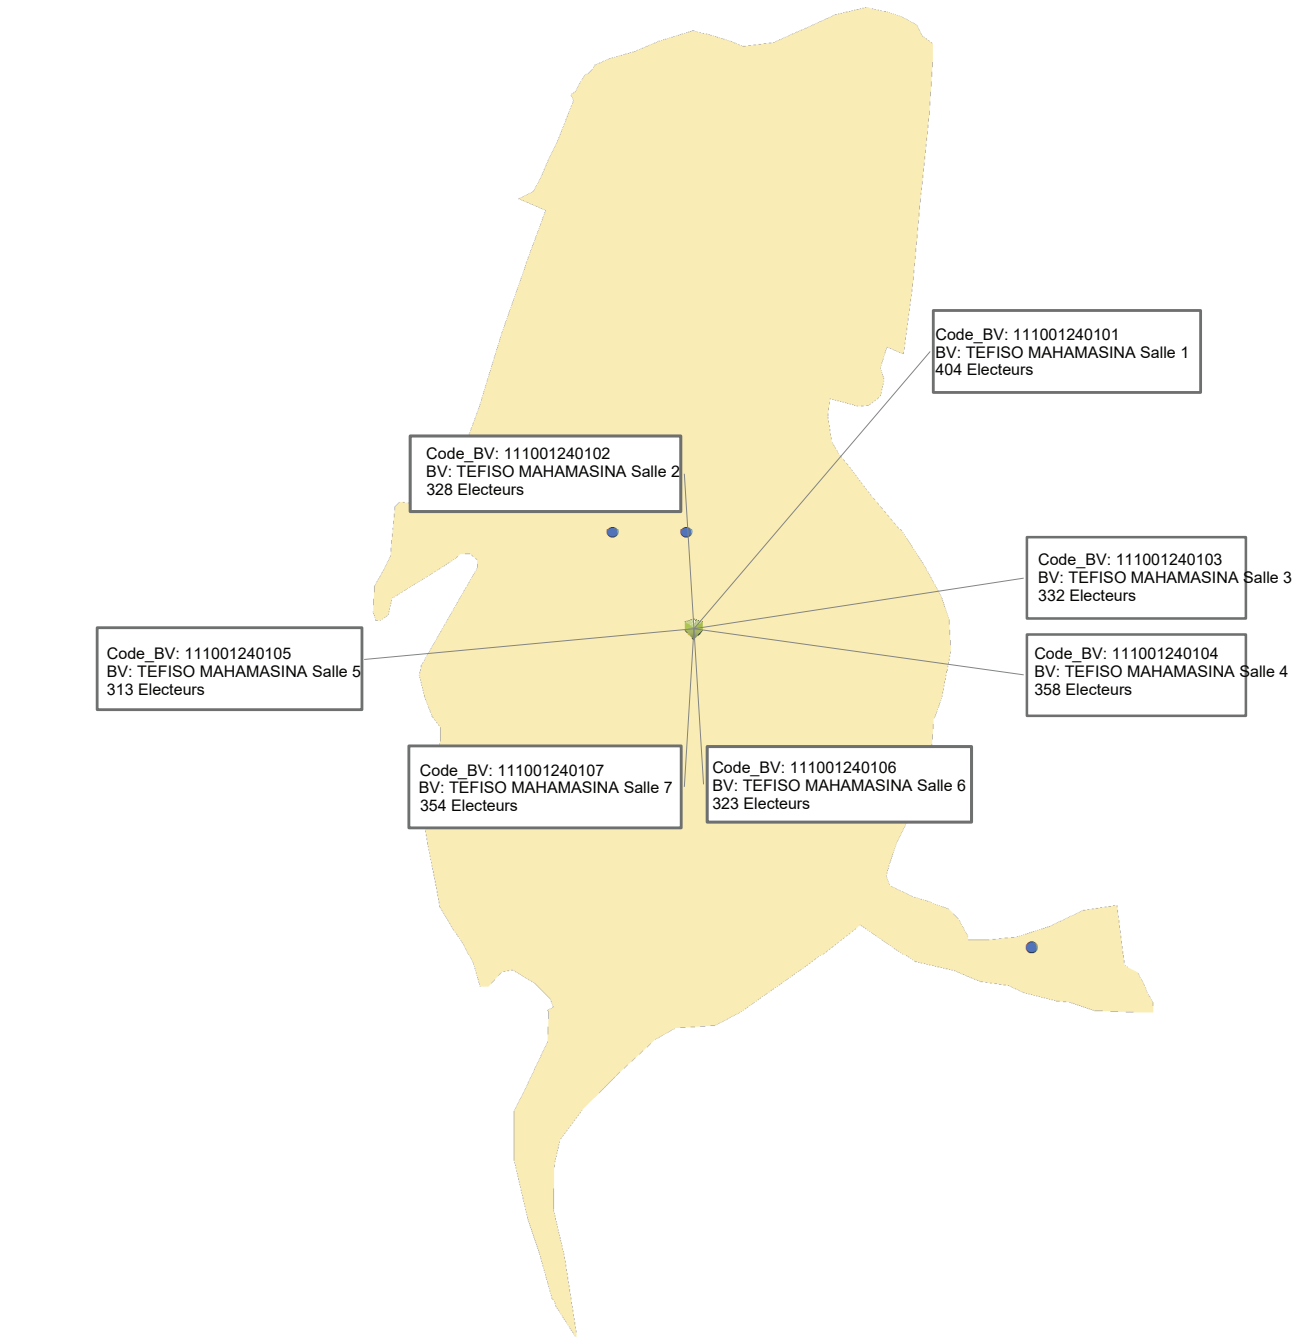 Code_BV: 111001240101
BV: TEFISO MAHAMASINA Salle 1
404 Electeurs
Code_BV: 111001240102
BV: TEFISO MAHAMASINA Salle 2
328 Electeurs
Code_BV: 111001240103
BV: TEFISO MAHAMASINA Salle 3
332 Electeurs
Code_BV: 111001240105
BV: TEFISO MAHAMASINA Salle 5
313 Electeurs
Code_BV: 111001240104
BV: TEFISO MAHAMASINA Salle 4
358 Electeurs
Code_BV: 111001240107
BV: TEFISO MAHAMASINA Salle 7
354 Electeurs
Code_BV: 111001240106
BV: TEFISO MAHAMASINA Salle 6
323 Electeurs